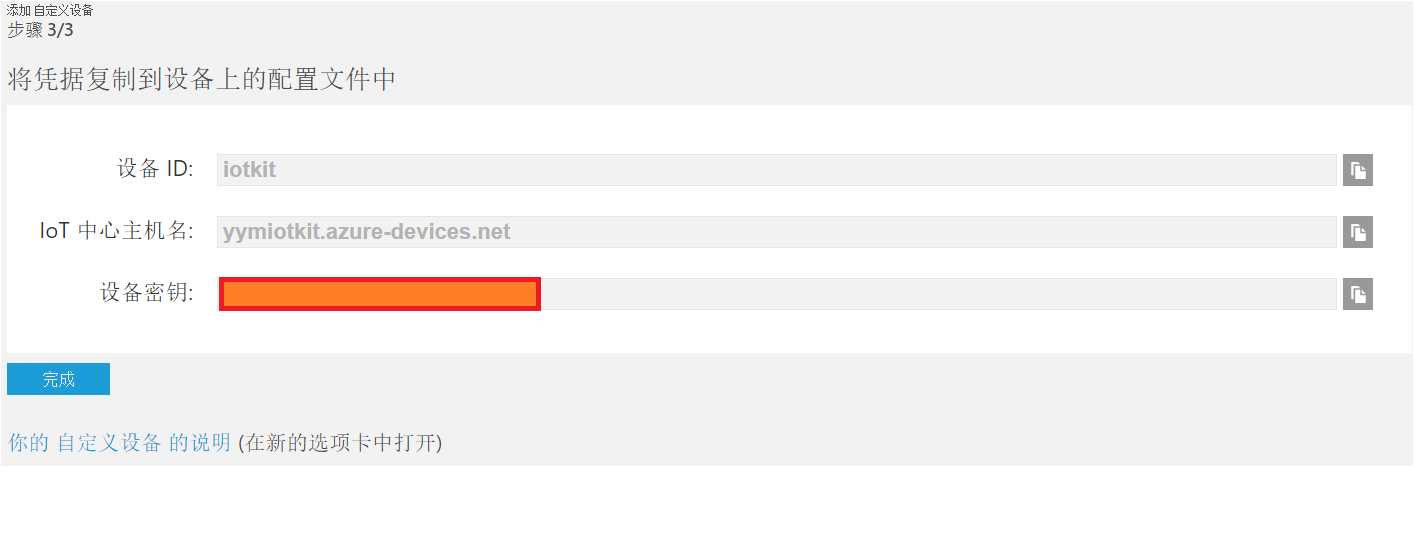 添加 自定义设备
步骤 3/3
将凭据复制到设备上的配置文件中
设备 ID: iotkit
IoT 中心主机名: yymiotkit.azure-devices.net
设备密钥:
完成
你的 自定义设备 的说明 (在新的选项卡中打开)